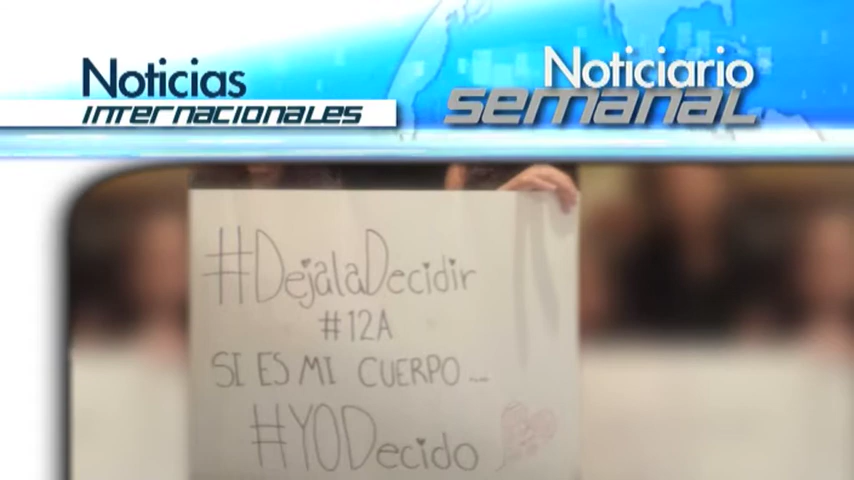 Noticias
internacionales
Noticiario
semanal
#DejalaDecidir
#12A
SI ES MI CUERPO...
#YODecido